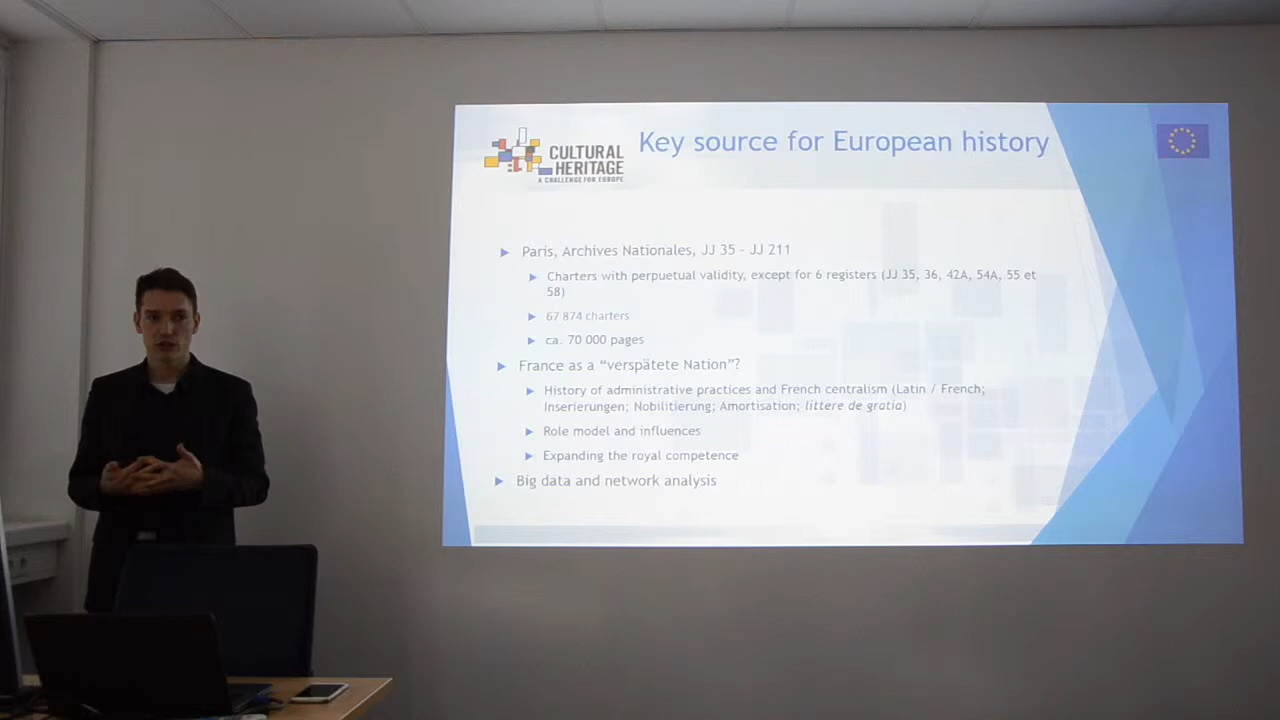 CULTURAL
HERITAGE
A CHALLENGE FOR EUROPE
Key source for European history
Paris, Archives Nationales, JJ 35 - JJ 211
Charters with perpuetual validity, except for 6 registers (JJ 35, 36, 42A, 54A, 55 et
58)
67 874 charters
ca. 70 000 pages
France as a “verspätete Nation”?
History of administrative practices and French centralism (Latin / French;
Inserierungen; Nobilitierung; Amortisation; littere de gratia)
Role model and influences
Expanding the royal competence
Big data and network analysis